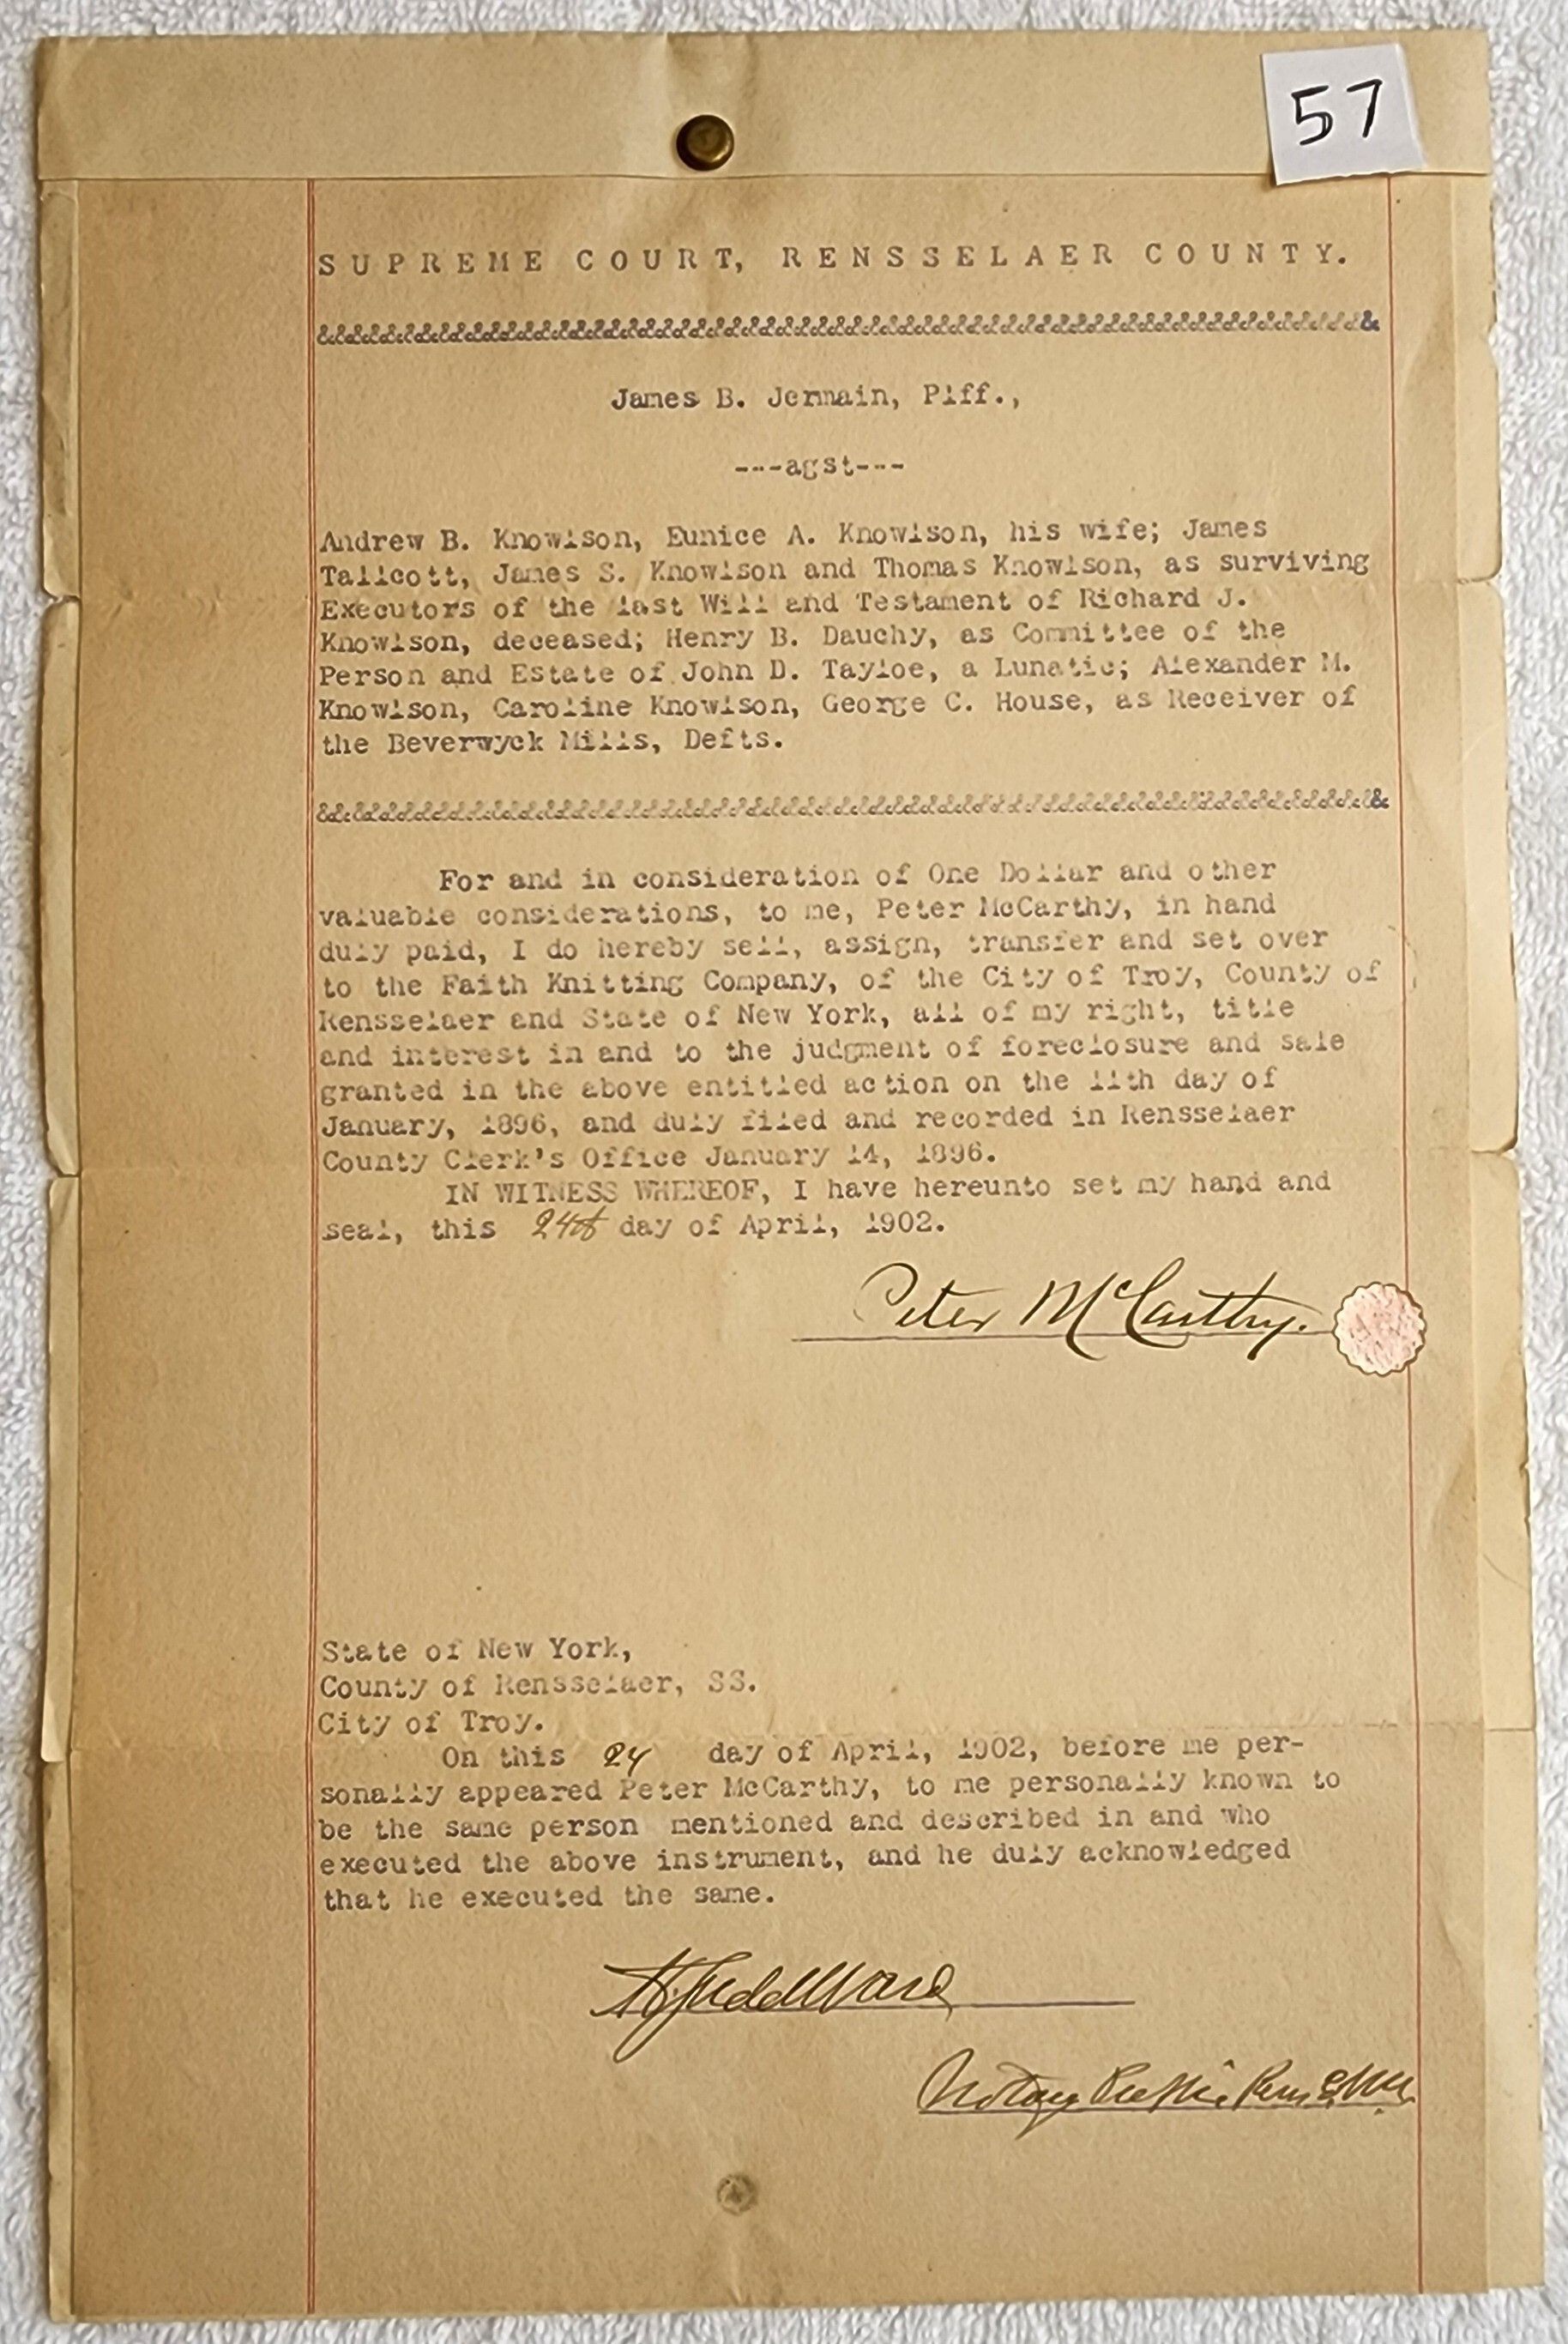 57
SUPREME COURT, RENSSELAER COUNTY.
&&&&&&&&&&&&&&&&&&&&&&&&&&&&&&&&&&&&&&&&&&&&&&&&&&&&&&&&&&&&&
James B. Jermain, Plff.,
---agst---
Andrew B. Knowlson, Eunice A. Knowlson, his wife; James
Tallcott, James S. Knowlson and Thomas Knowlson, as surviving
Executors of the last Will and Testament of Richard J.
Knowlson, deceased; Henry B. Dauchy, as Committee of the
Person and Estate of John D. Tayloe, a Lunatic; Alexander M.
Knowlson, Caroline Knowlson, George C. House, as Receiver of
the Beverwyck Mills, Defts.
&&&&&&&&&&&&&&&&&&&&&&&&&&&&&&&&&&&&&&&&&&&&&&&&&&&&&&&&&&&&&
For and in consideration of One Dollar and other
valuable considerations, to me, Peter McCarthy, in hand
duly paid, I do hereby sell, assign, transfer and set over
to the Faith Knitting Company, of the City of Troy, County of
Rensselaer and State of New York, all of my right, title
and interest in and to the judgment of foreclosure and sale
granted in the above entitled action on the 11th day of
January, 1896, and duly filed and recorded in Rensselaer
County Clerk's Office January 14, 1896.
IN WITNESS WHEREOF, I have hereunto set my hand and
seal, this 24th day of April, 1902.
Peter McCarthy.
State of New York,
County of Rensselaer, SS.
City of Troy.
On this 24 day of April, 1902, before me per-
sonally appeared Peter McCarthy, to me personally known to
be the same person mentioned and described in and who
executed the above instrument, and he duly acknowledged
that he executed the same.
H. Judd Ward
Notary Public Rens Co N.Y.